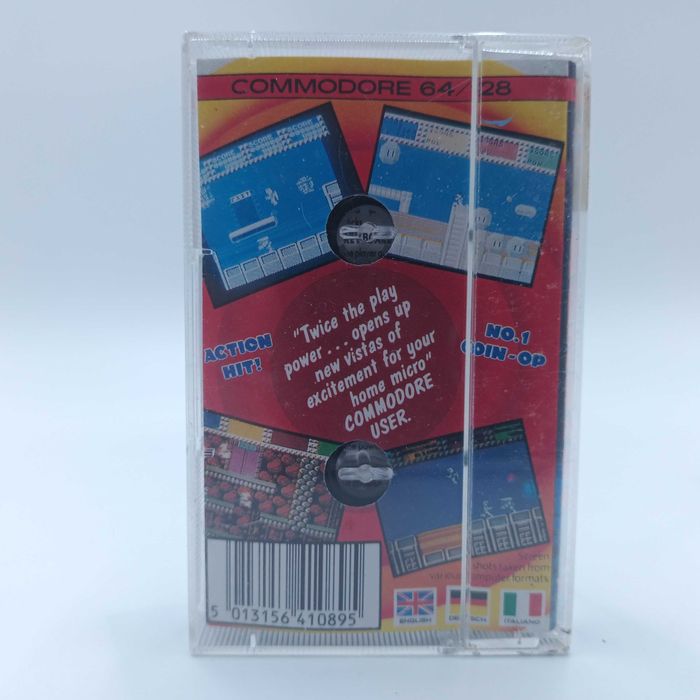 COMMODORE 64/128
ACTION
HIT!
"Twice the play
power... opens up
new vistas of
excitement for your
home micro"
COMMODORE
USER.
NO.1
COIN-OP
Screen
shots taken from
various computer formats
5 013156 410895
ENGLISH
DEUTSCH
ITALIANO